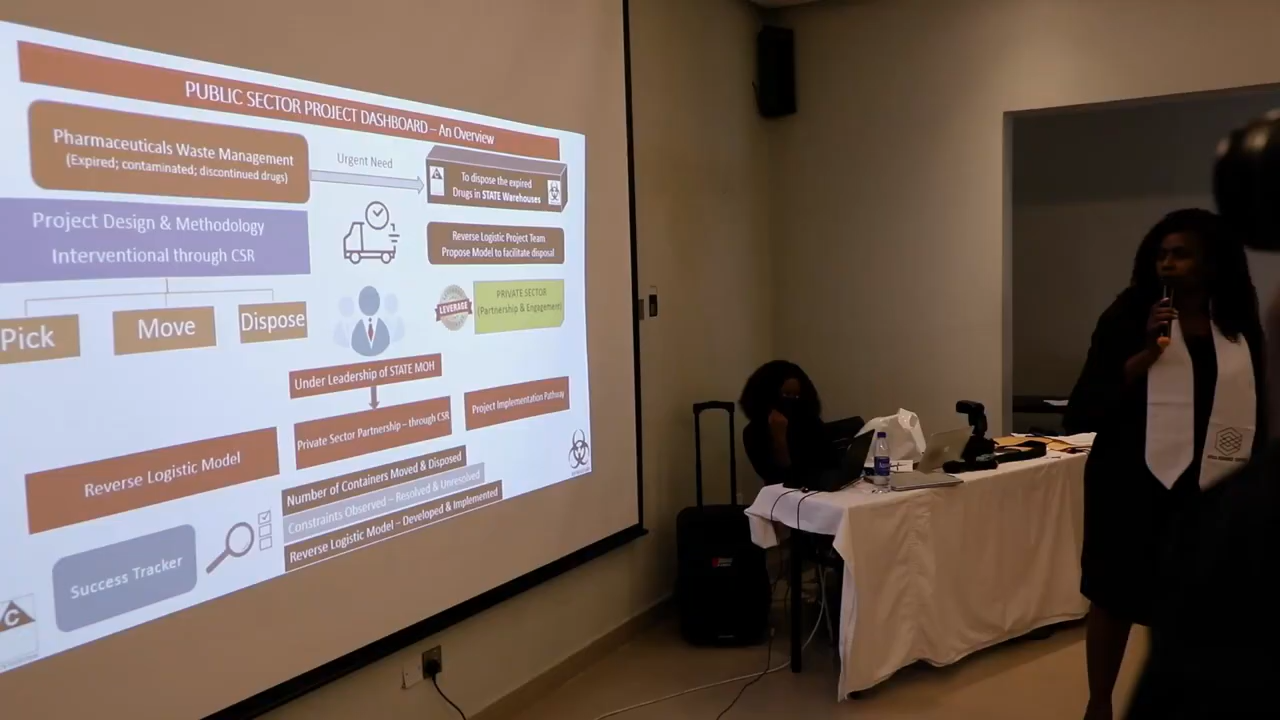 PUBLIC SECTOR PROJECT DASHBOARD – An Overview
Pharmaceuticals Waste Management
(Expired; contaminated; discontinued drugs)
Urgent Need
To dispose the expired
Drugs in STATE Warehouses
Project Design & Methodology
Interventional through CSR
Reverse Logistic Project Team
Propose Model to facilitate disposal
Pick
Move
Dispose
LEVERAGE
PRIVATE SECTOR
(Partnership & Engagement)
Under Leadership of STATE MOH
Private Sector Partnership – through CSR
Project Implementation Pathway
Reverse Logistic Model
Number of Containers Moved & Disposed
Constraints Observed – Resolved & Unresolved
Reverse Logistic Model – Developed & Implemented
Success Tracker
C